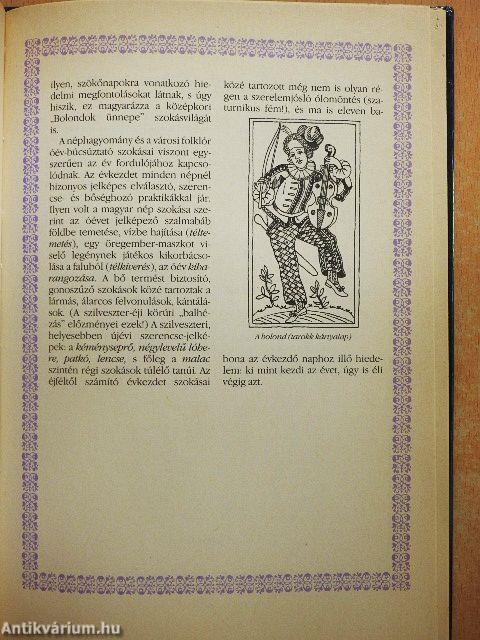 ilyen, szökőnapokra vonatkozó hie-
delmi megfontolásokat látnak, s úgy
hiszik, ez magyarázza a középkori
„Bolondok ünnepe” szokásvilágát
is.
A néphagyomány és a városi folklór
óév-búcsúztató szokásai viszont egy-
szerűen az év fordulójához kapcso-
lódnak. Az évkezdet minden népnél
bizonyos jelképes elválasztó, szeren-
cse- és bőséghozó praktikákkal jár.
Ilyen volt a magyar nép szokása sze-
rint az óévet jelképező szalmabáb
földbe temetése, vízbe hajítása (téltе-
metés), egy öregember-maszkot vi-
selő legénynek játékos kikorbácso-
lása a faluból (télkiverés), az óév kiha-
rangozása. A bő termést biztosító,
gonoszűző szokások közé tartoztak a
lármás, álarcos felvonulások, kántálá-
sok. (A szilveszter-éji körúti „balhé-
zás” előzményei ezek!) A szilveszteri,
helyesebben újévi szerencse-jelké-
pek: a kéményseprő, négylevelű lóhe-
re, patkó, lencse, s főleg a malac
szintén régi szokások túlélő tanúi. Az
éjféltől számító évkezdet szokásai
közé tartozott még nem is olyan ré-
gen a szerelemjósló ólomöntés (sza-
turnikus fém!), és ma is eleven ba-
A bolond (tarokk kártyalap)
bona az évkezdő naphoz illő hiede-
lem: ki mint kezdi az évet, úgy is éli
végig azt.
Antikvárium.hu